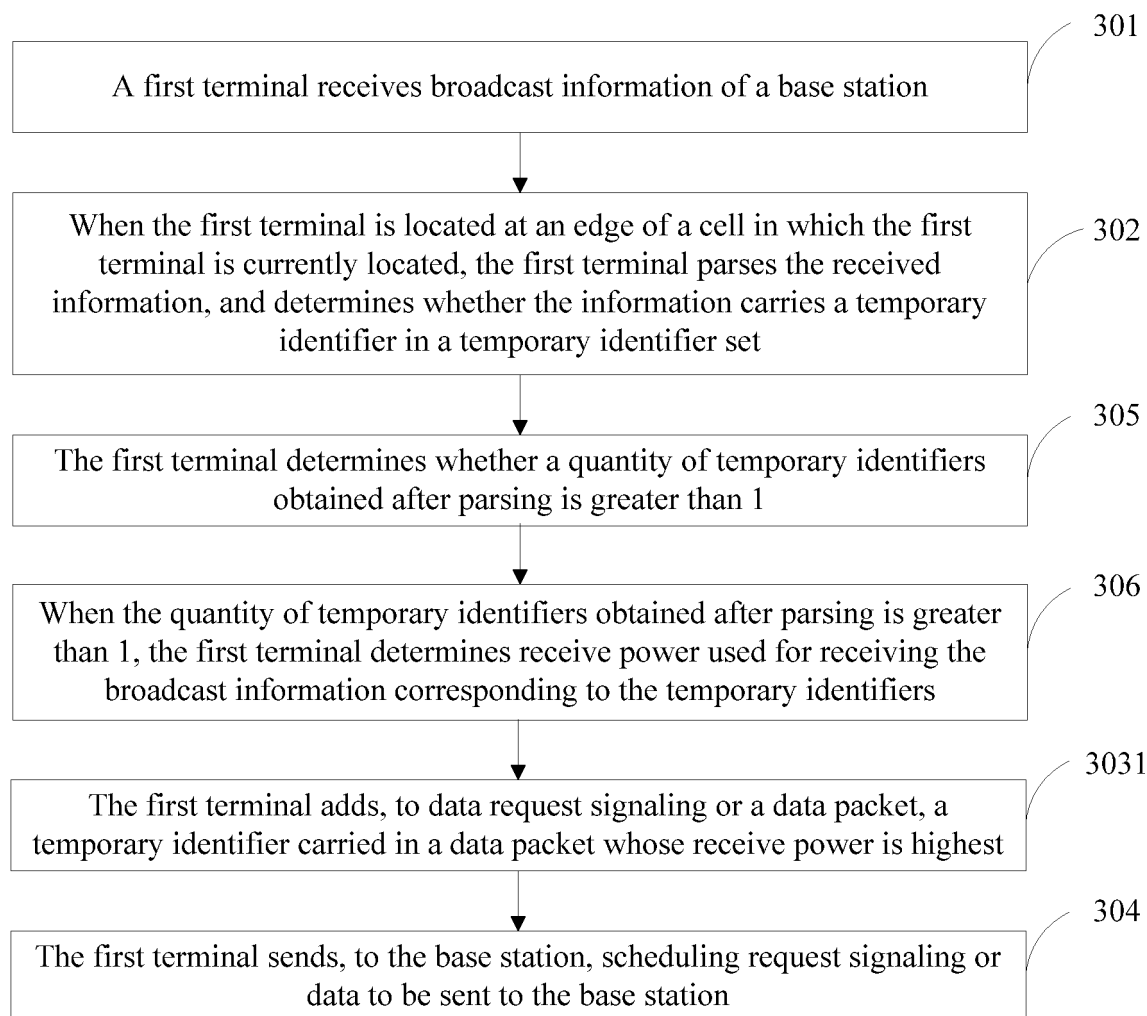 301
A first terminal receives broadcast information of a base station
When the first terminal is located at an edge of a cell in which the first
302
terminal is currently located, the first terminal parses the received
information, and determines whether the information carries a temporary
identifier in a temporary identifier set
305
The first terminal determines whether a quantity of temporary identifiers
obtained after parsing is greater than 1
306
When the quantity of temporary identifiers obtained after parsing is greater
than 1, the first terminal determines receive power used for receiving the
broadcast information corresponding to the temporary identifiers
3031
The first terminal adds, to data request signaling or a data packet, a
temporary identifier carried in a data packet whose receive power is highest
304
The first terminal sends, to the base station, scheduling request signaling or
data to be sent to the base station